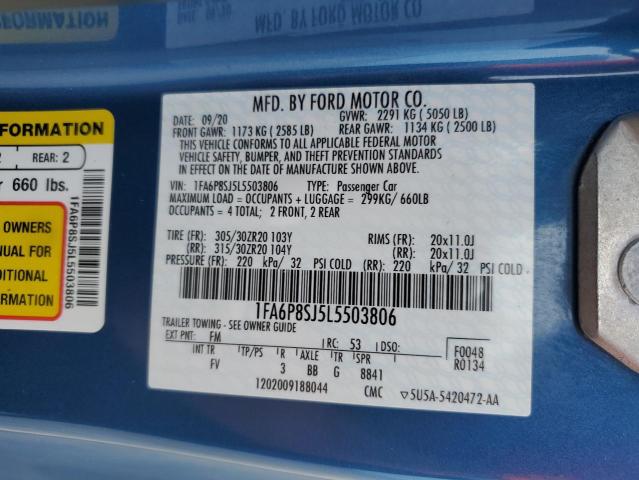 FORMATION
MFD. BY FORD MOTOR CO.
FORMATION
REAR: 2
660 lbs.
OWNERS
NUAL FOR
DITIONAL
RMATION
1FA6P8SJ5L5503806
MFD. BY FORD MOTOR CO.
DATE: 09/20 GVWR: 2291 KG ( 5050 LB)
FRONT GAWR: 1173 KG ( 2585 LB) REAR GAWR: 1134 KG ( 2500 LB)
THIS VEHICLE CONFORMS TO ALL APPLICABLE FEDERAL MOTOR
VEHICLE SAFETY, BUMPER, AND THEFT PREVENTION STANDARDS
IN EFFECT ON THE DATE OF MANUFACTURE SHOWN ABOVE.
VIN: 1FA6P8SJ5L5503806 TYPE: Passenger Car
MAXIMUM LOAD = OCCUPANTS + LUGGAGE = 299KG/ 660LB
OCCUPANTS = 4 TOTAL; 2 FRONT, 2 REAR
TIRE (FR): 305/30ZR20 103Y RIMS (FR): 20x11.0J
(RR): 315/30ZR20 104Y (RR): 20x11.0J
PRESSURE (FR): 220 kPa/ 32 PSI COLD (RR): 220 kPa/ 32 PSI COLD
1FA6P8SJ5L5503806
TRAILER TOWING - SEE OWNER GUIDE
EXT PNT: FM RC: 53 DSO:
INT TR TP/PS R AXLE TR SPR F0048
FV 3 BB G 8841 R0134
1202009188044 CMC ▽5U5A-5420472-AA